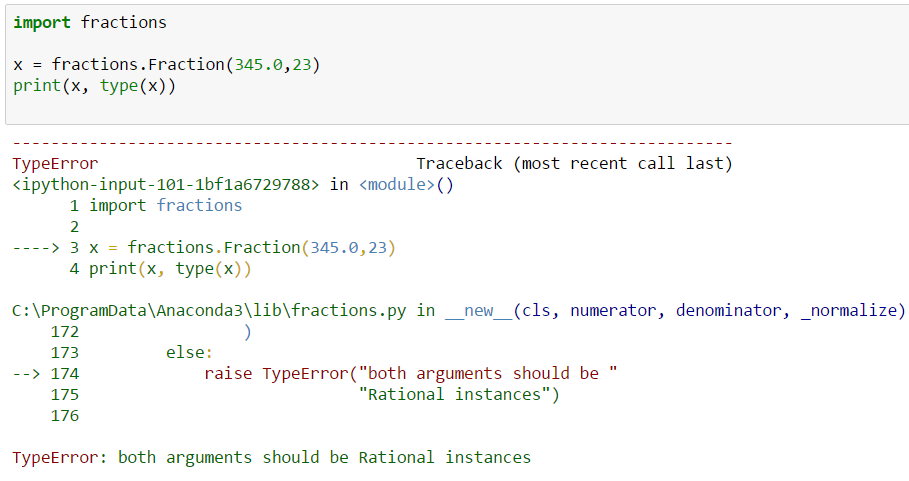 import fractions
x = fractions.Fraction(345.0,23)
print(x, type(x))
---------------------------------------------------------------------------
TypeError                                 Traceback (most recent call last)
<ipython-input-101-1bf1a6729788> in <module>()
      1 import fractions
      2
----> 3 x = fractions.Fraction(345.0,23)
      4 print(x, type(x))
C:\ProgramData\Anaconda3\lib\fractions.py in __new__(cls, numerator, denominator, _normalize)
    172                 )
    173         else:
--> 174             raise TypeError("both arguments should be "
    175                             "Rational instances")
    176
TypeError: both arguments should be Rational instances